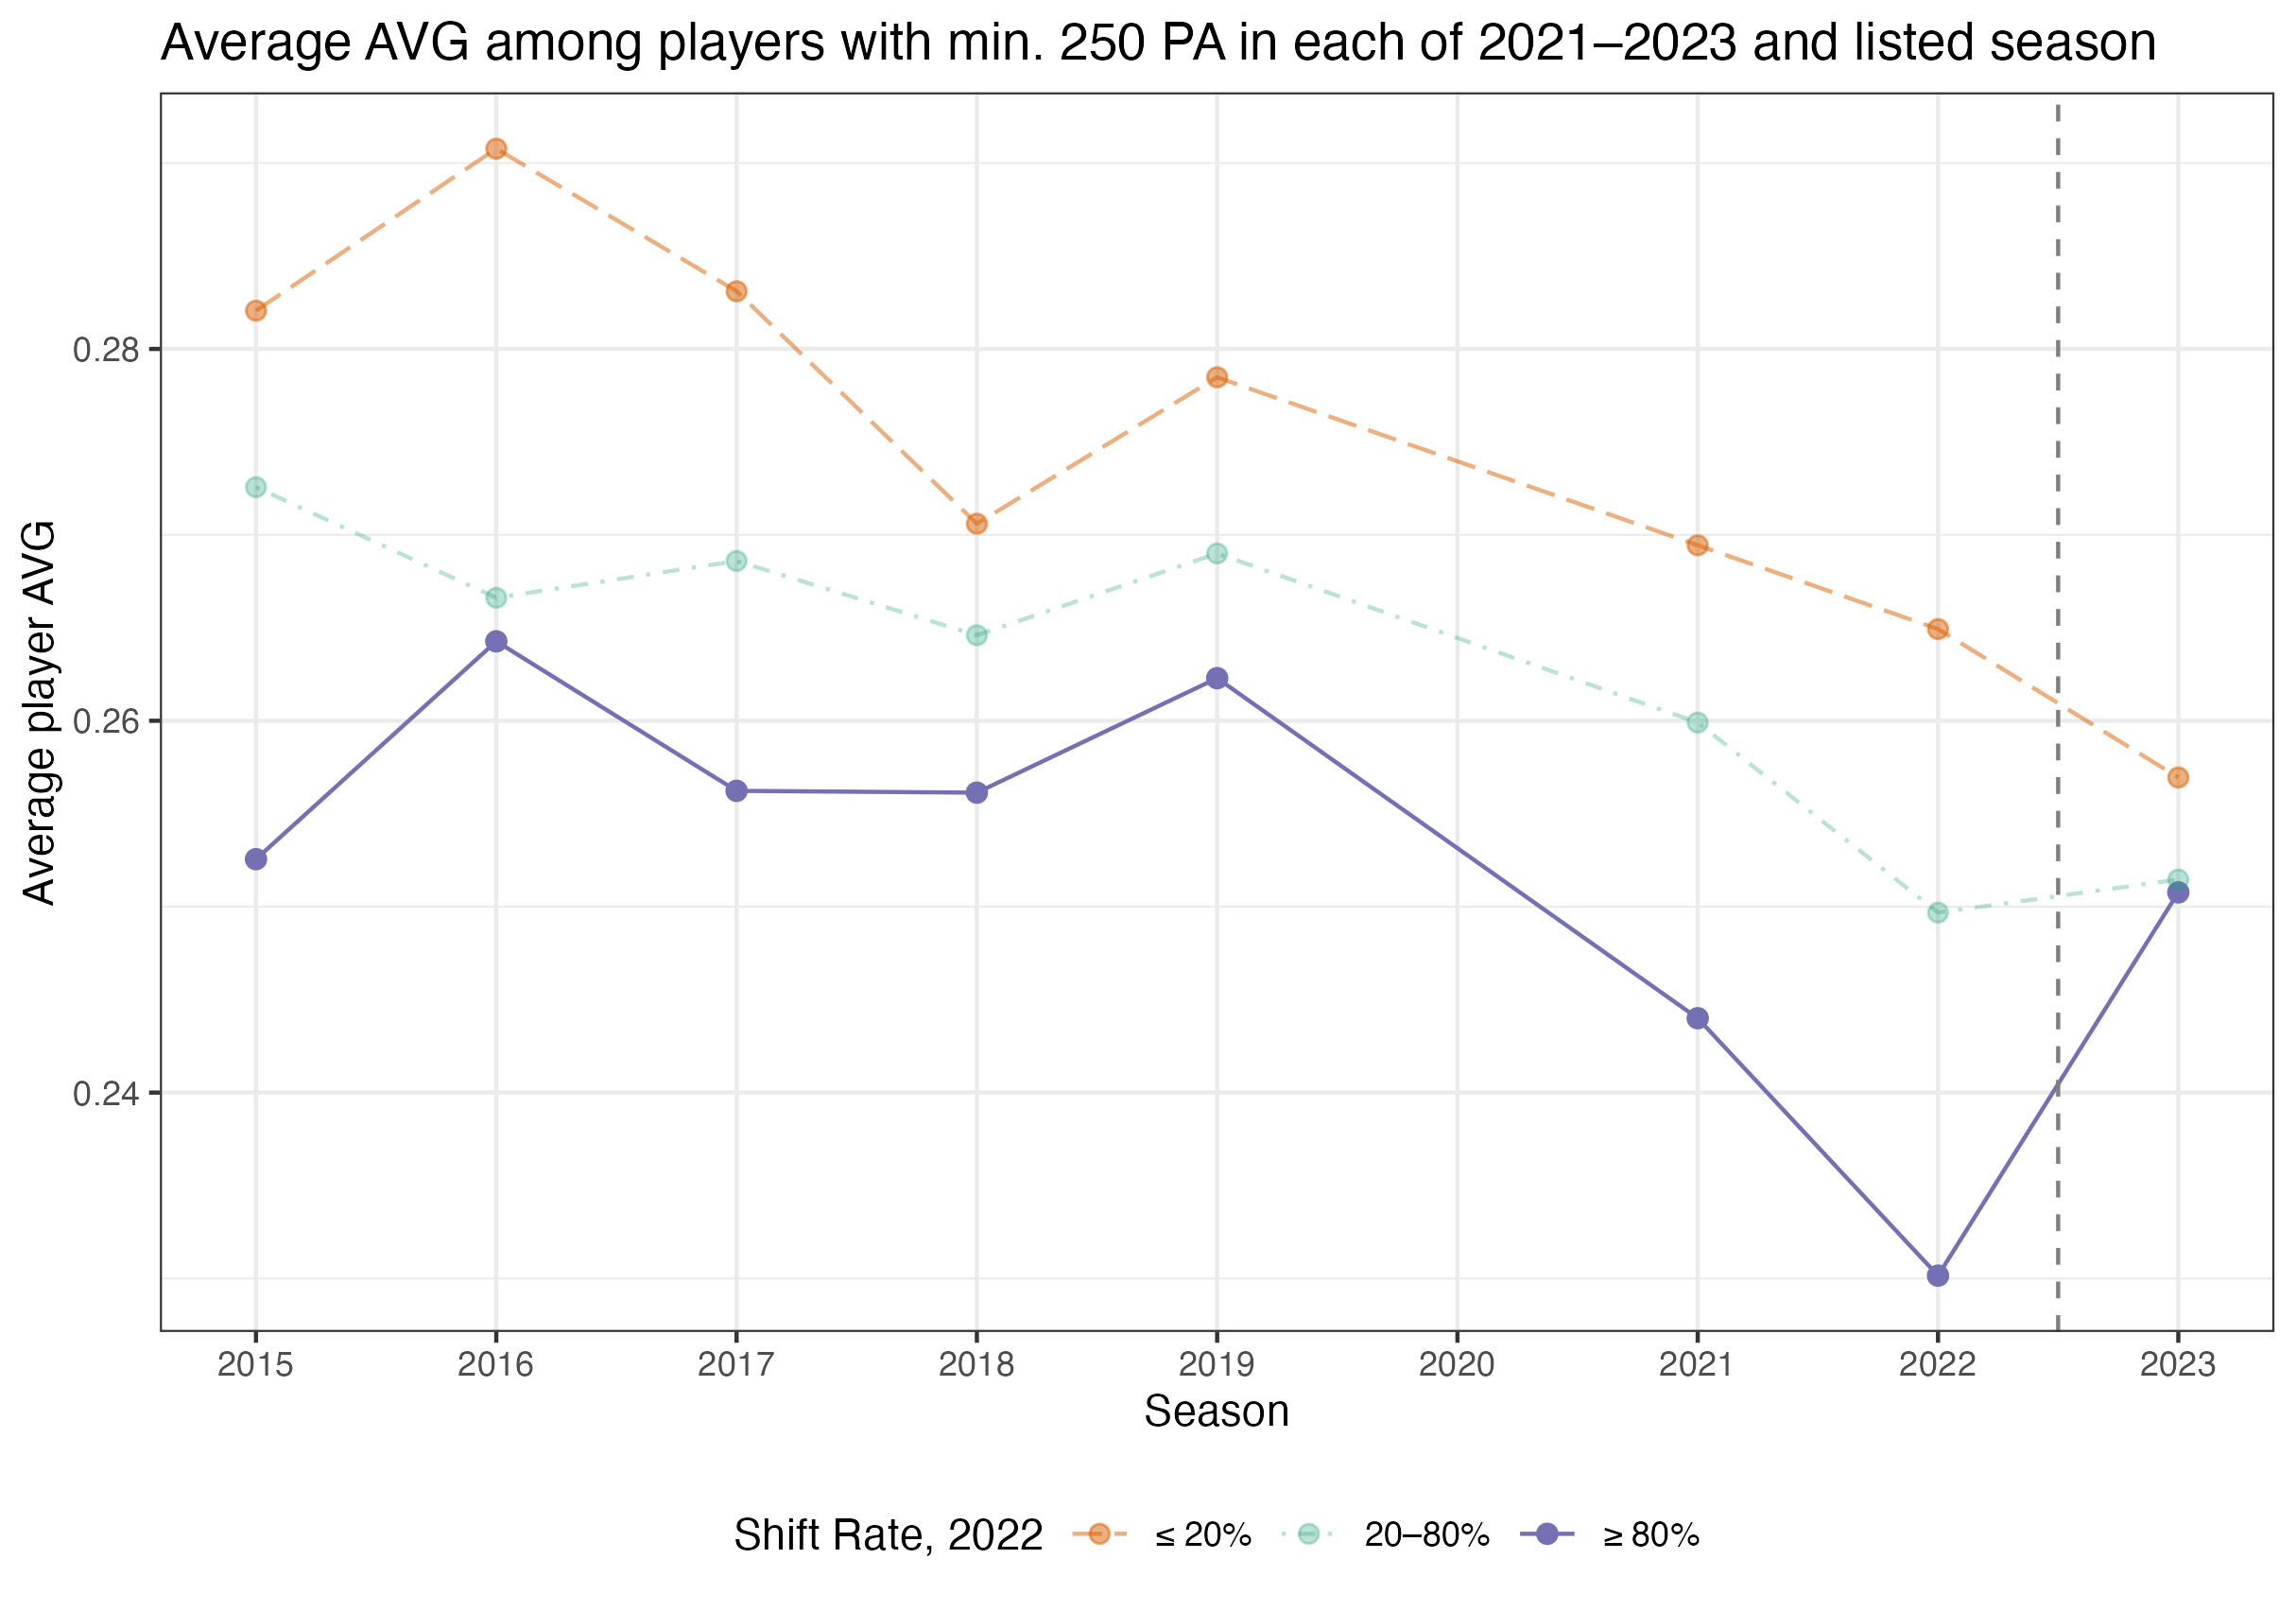 Average AVG among players with min. 250 PA in each of 2021–2023 and listed season
Average player AVG
0.28
0.26
0.24
2015 2016 2017 2018 2019 2020 2021 2022 2023
Season
Shift Rate, 2022 ≤ 20% 20–80% ≥ 80%